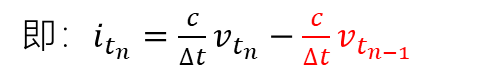 即：$i_{t_n} = \frac{c}{\Delta t} v_{t_n} - \frac{c}{\Delta t} v_{t_{n-1}}$